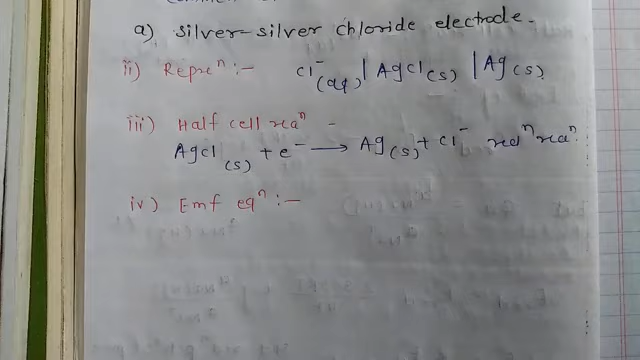 a) silver-silver chloride electrode.
ii) Repreⁿ :- Cl⁻(aq) | AgCl(s) | Ag(s)
iii) Half cell reaⁿ -
AgCl(s) + e⁻ ⟶ Ag(s) + Cl⁻ redⁿ reaⁿ.
iv) Emf eqⁿ :-